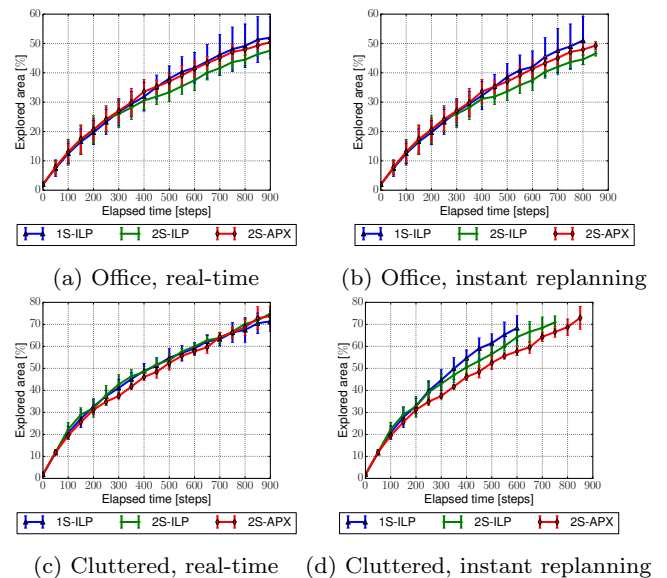 60
50
40
30
20
10
0
Explored area [%]
0 100 200 300 400 500 600 700 800 900
Elapsed time [steps]
1S-ILP 2S-ILP 2S-APX
(a) Office, real-time
60
50
40
30
20
10
0
Explored area [%]
0 100 200 300 400 500 600 700 800 900
Elapsed time [steps]
1S-ILP 2S-ILP 2S-APX
(b) Office, instant replanning
80
70
60
50
40
30
20
10
0
Explored area [%]
0 100 200 300 400 500 600 700 800 900
Elapsed time [steps]
1S-ILP 2S-ILP 2S-APX
(c) Cluttered, real-time
80
70
60
50
40
30
20
10
0
Explored area [%]
0 100 200 300 400 500 600 700 800 900
Elapsed time [steps]
1S-ILP 2S-ILP 2S-APX
(d) Cluttered, instant replanning